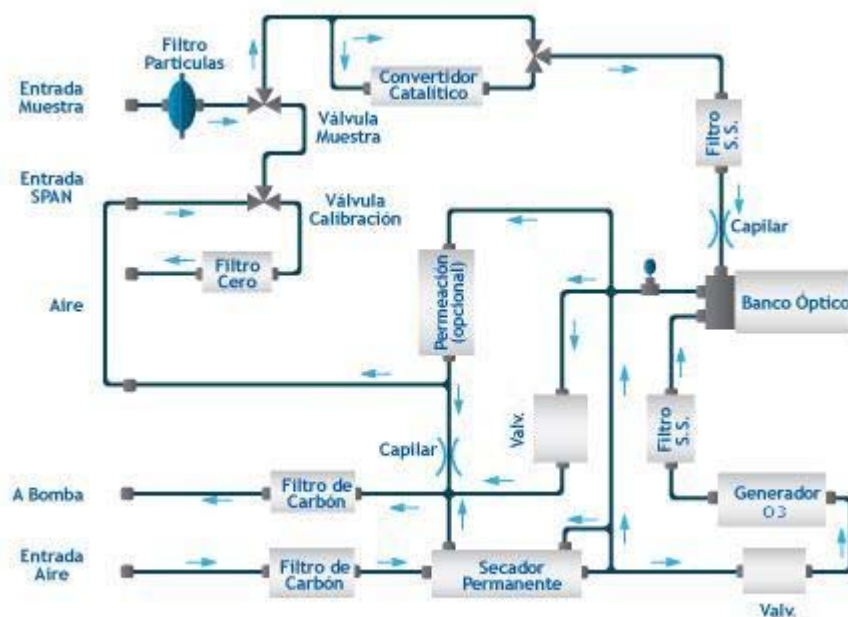 Filtro
Particulas
Entrada
Muestra
Convertidor
Catalítico
Válvula
Muestra
Filtro
S.S.
Entrada
SPAN
Válvula
Calibración
Capilar
Filtro
Cero
Aire
Permeación
(opcional)
Banco Óptico
Valv.
Filtro
S.S.
Capilar
A Bomba
Filtro de
Carbón
Generador
O3
Entrada
Aire
Filtro de
Carbón
Secador
Permanente
Valv.